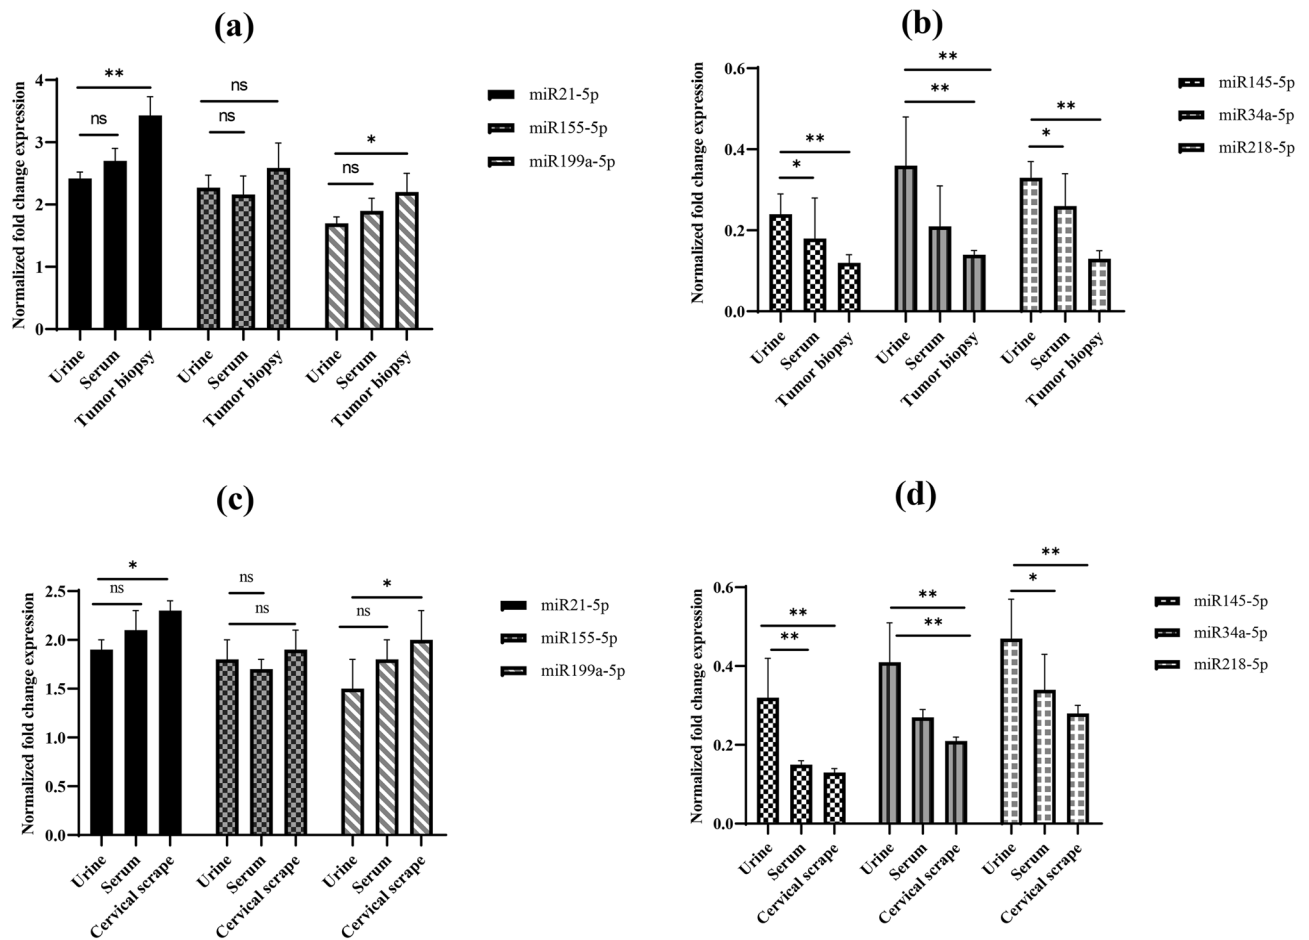 (a)
Normalized fold change expression
4
3
2
1
0
**
ns
ns
ns
*
ns
Urine
Serum
Tumor biopsy
Urine
Serum
Tumor biopsy
Urine
Serum
Tumor biopsy
miR21-5p
miR155-5p
miR199a-5p
(b)
Normalized fold change expression
0.6
0.4
0.2
0.0
**
*
**
**
**
*
Urine
Serum
Tumor biopsy
Urine
Serum
Tumor biopsy
Urine
Serum
Tumor biopsy
miR145-5p
miR34a-5p
miR218-5p
(c)
Normalized fold change expression
2.5
2.0
1.5
1.0
0.5
0.0
*
ns
ns
ns
*
ns
Urine
Serum
Cervical scrape
Urine
Serum
Cervical scrape
Urine
Serum
Cervical scrape
miR21-5p
miR155-5p
miR199a-5p
(d)
Normalized fold change expression
0.6
0.4
0.2
0.0
**
**
**
**
**
*
Urine
Serum
Cervical scrape
Urine
Serum
Cervical scrape
Urine
Serum
Cervical scrape
miR145-5p
miR34a-5p
miR218-5p